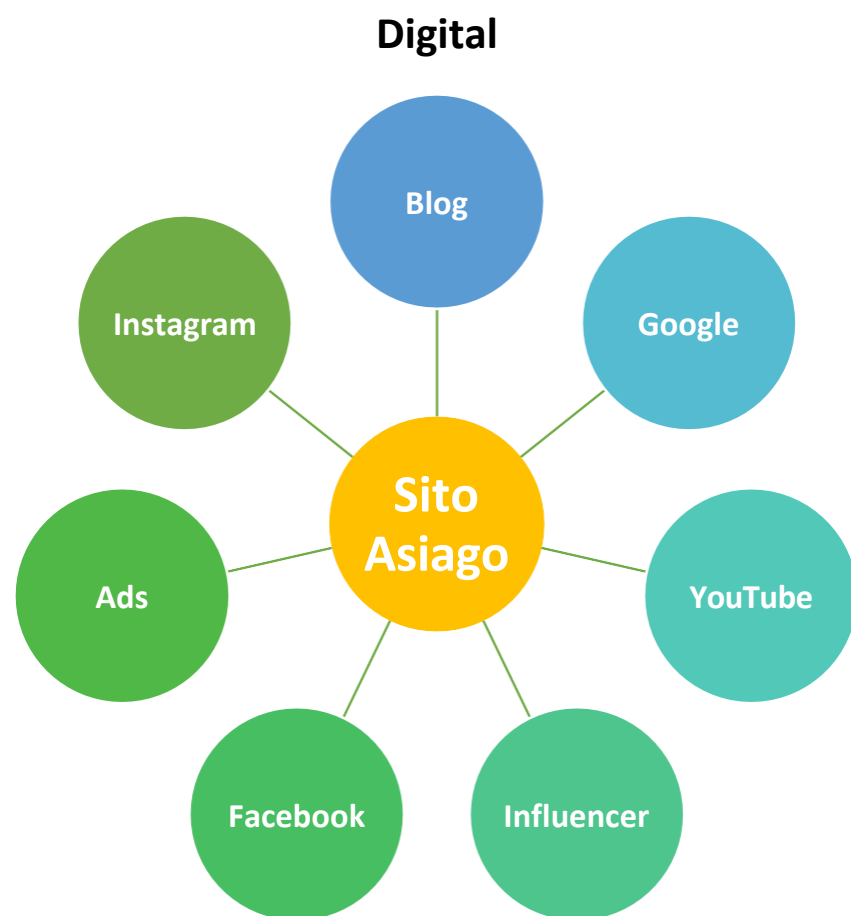 Digital
Blog
Instagram
Google
Sito
Asiago
Ads
YouTube
Facebook
Influencer